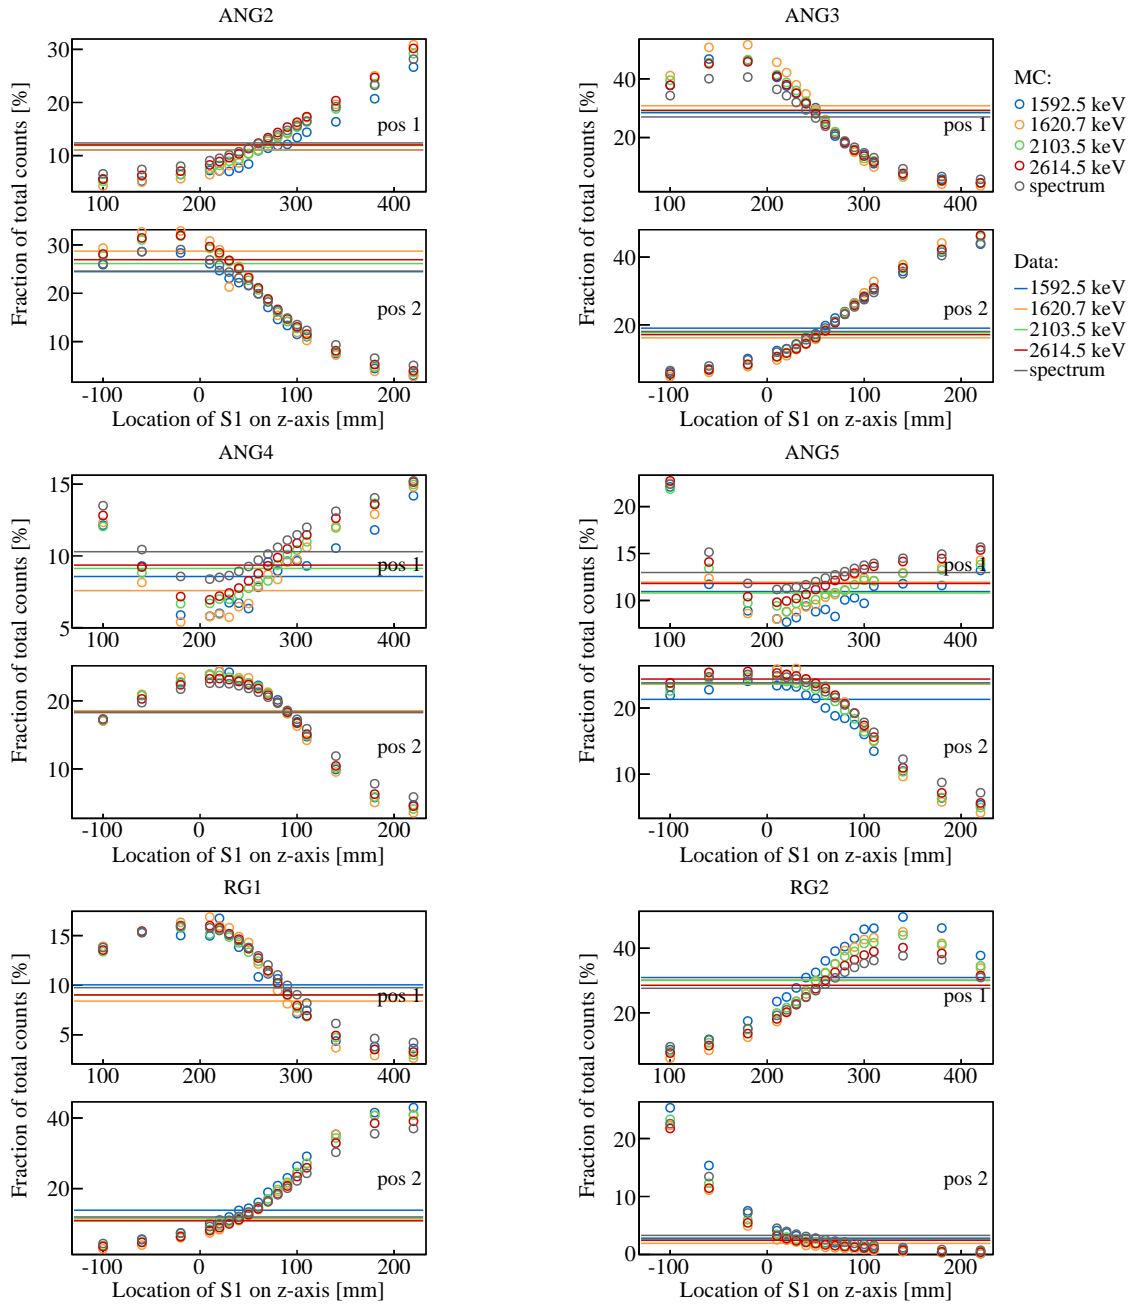 ANG2
Fraction of total counts [%]
30
20
10
pos 1
100 200 300 400
30
20
10
pos 2
-100 0 100 200
Location of S1 on z-axis [mm]
ANG3
Fraction of total counts [%]
40
20
pos 1
100 200 300 400
40
20
pos 2
-100 0 100 200
Location of S1 on z-axis [mm]
MC:
1592.5 keV
1620.7 keV
2103.5 keV
2614.5 keV
spectrum
Data:
1592.5 keV
1620.7 keV
2103.5 keV
2614.5 keV
spectrum
ANG4
Fraction of total counts [%]
15
10
5
pos 1
100 200 300 400
20
10
pos 2
-100 0 100 200
Location of S1 on z-axis [mm]
ANG5
Fraction of total counts [%]
20
15
10
pos 1
100 200 300 400
20
10
pos 2
-100 0 100 200
Location of S1 on z-axis [mm]
RG1
Fraction of total counts [%]
15
10
5
pos 1
100 200 300 400
40
20
pos 2
-100 0 100 200
Location of S1 on z-axis [mm]
RG2
Fraction of total counts [%]
40
20
pos 1
100 200 300 400
20
10
0
pos 2
-100 0 100 200
Location of S1 on z-axis [mm]